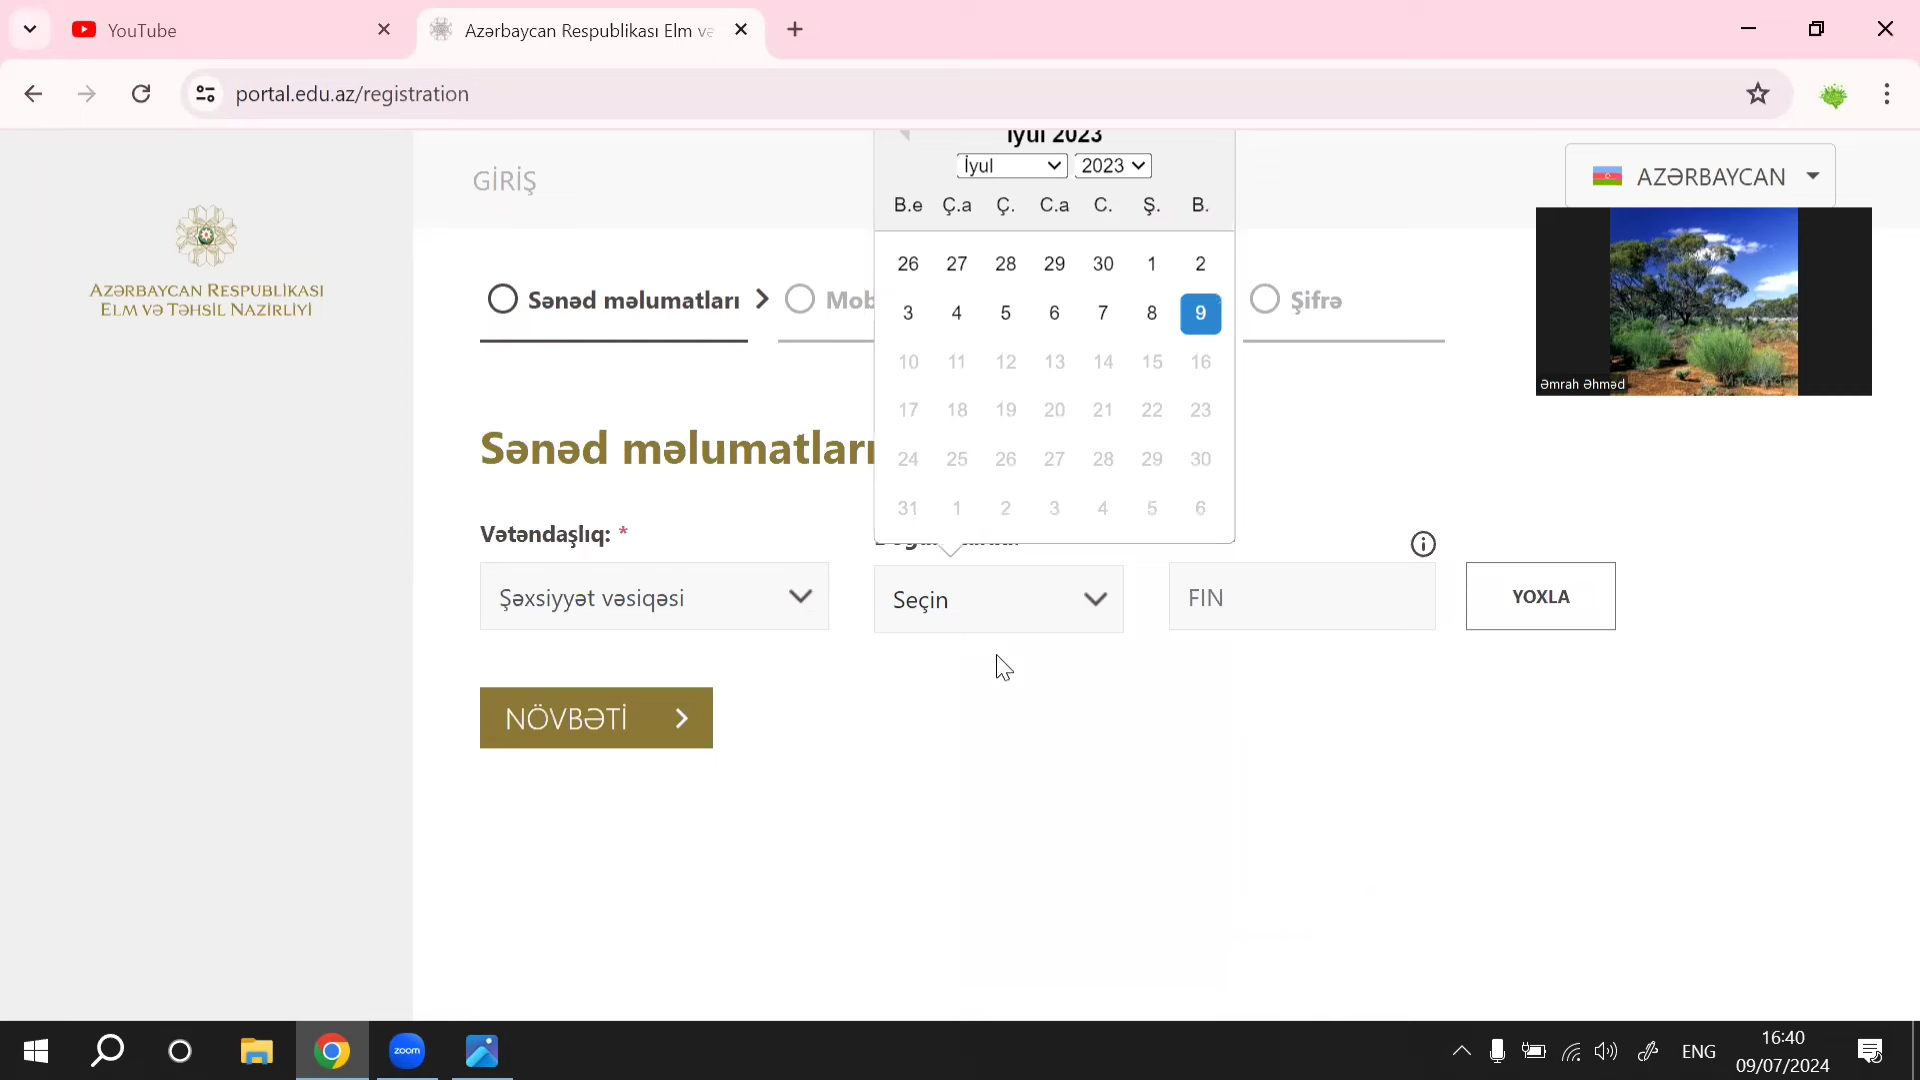 YouTube
Azərbaycan Respublikası Elm və
portal.edu.az/registration
GİRİŞ
AZƏRBAYCAN
AZƏRBAYCAN RESPUBLİKASI
ELM VƏ TƏHSİL NAZİRLİYİ
Sənəd məlumatları
Mob
Şifrə
İyul 2023
İyul 2023
B.e Ç.a Ç. C.a C. Ş. B.
26 27 28 29 30 1 2
3 4 5 6 7 8 9
10 11 12 13 14 15 16
17 18 19 20 21 22 23
24 25 26 27 28 29 30
31 1 2 3 4 5 6
Əmrah Əhməd
Sənəd məlumatları
Vətəndaşlıq: *
Şəxsiyyət vəsiqəsi
Seçin
FIN
YOXLA
NÖVBƏTİ
zoom
ENG
16:40
09/07/2024